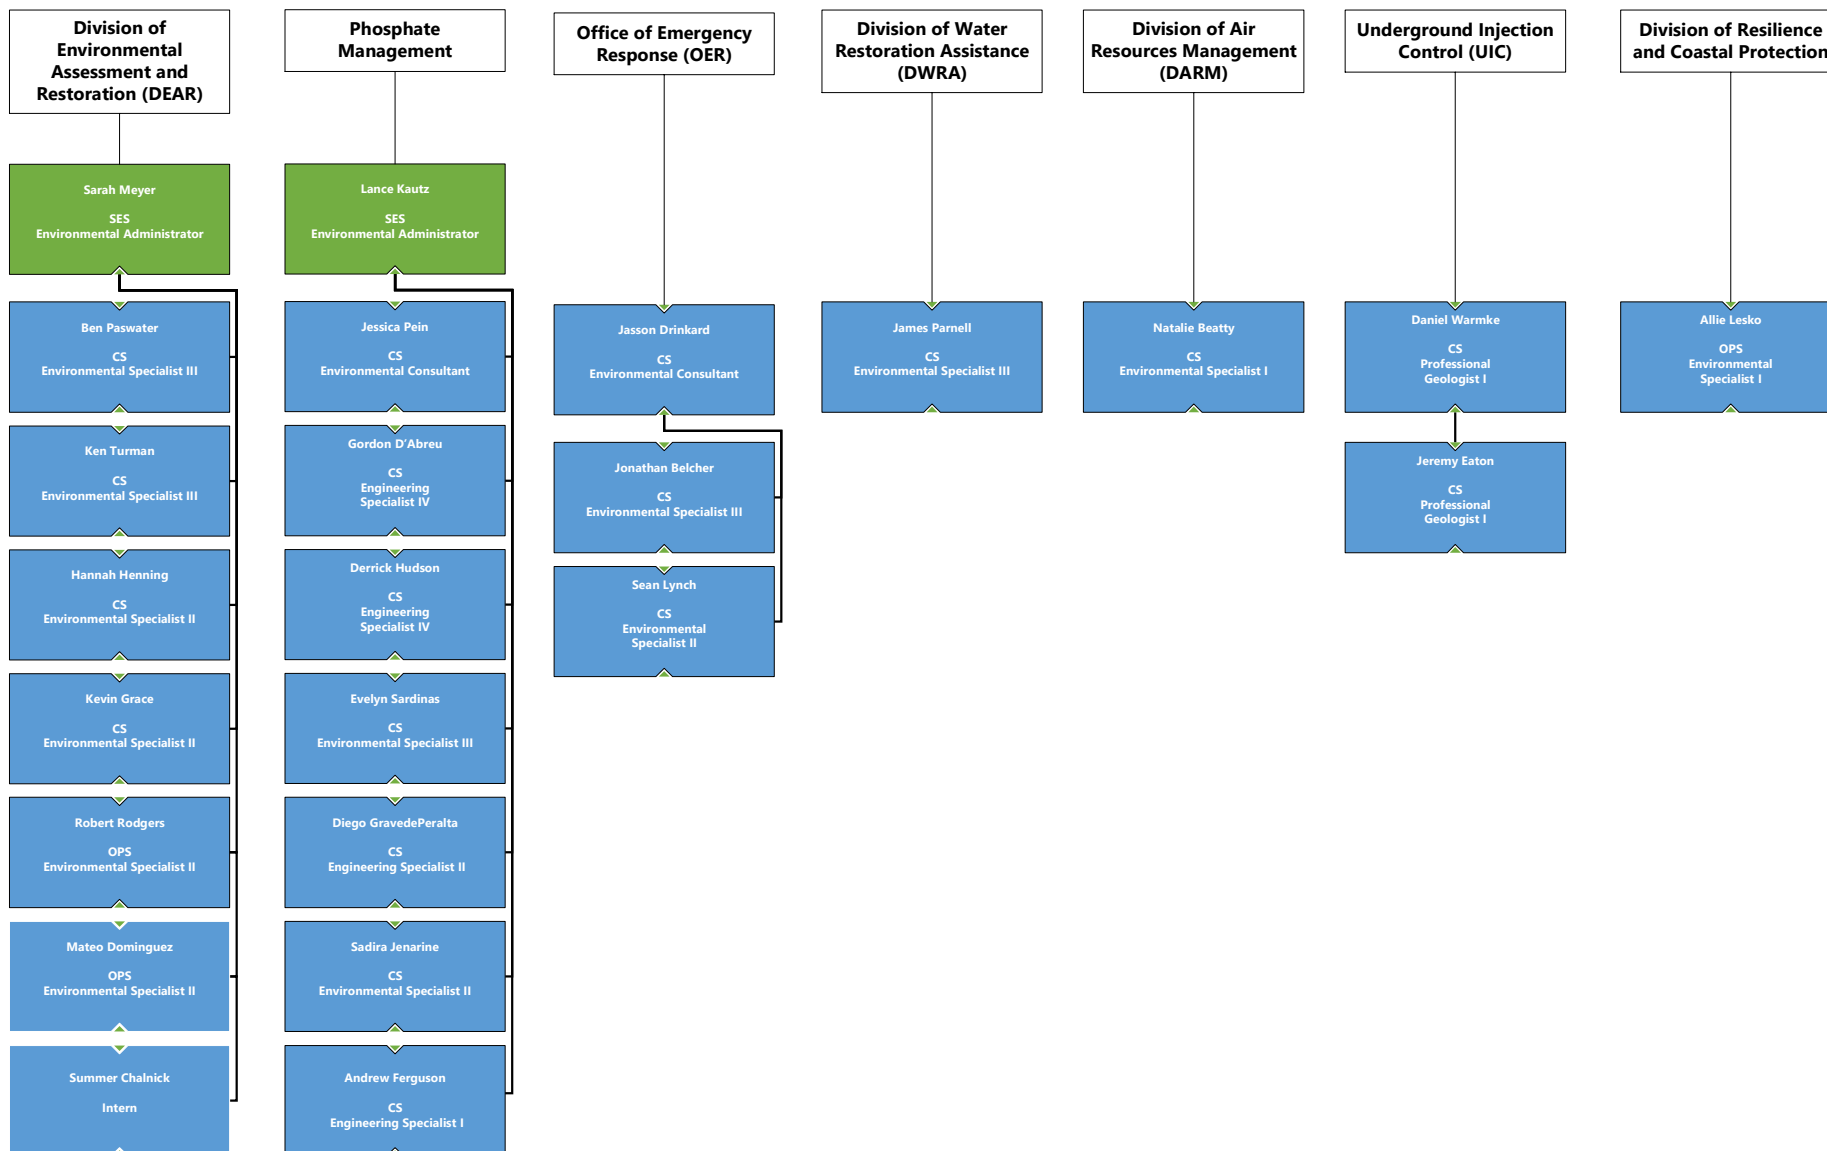 Division of
Environmental
Assessment and
Restoration (DEAR)
Sarah Meyer
SES
Environmental Administrator
Ben Paswater
CS
Environmental Specialist III
Ken Turman
CS
Environmental Specialist III
Hannah Henning
CS
Environmental Specialist II
Kevin Grace
CS
Environmental Specialist II
Robert Rodgers
OPS
Environmental Specialist II
Mateo Dominguez
OPS
Environmental Specialist II
Summer Chalnick
Intern
Phosphate
Management
Lance Kautz
SES
Environmental Administrator
Jessica Pein
CS
Environmental Consultant
Gordon D'Abreu
CS
Engineering
Specialist IV
Derrick Hudson
CS
Engineering
Specialist IV
Evelyn Sardinas
CS
Environmental Specialist III
Diego GravedePeralta
CS
Engineering Specialist II
Sadira Jenarine
CS
Environmental Specialist II
Andrew Ferguson
CS
Engineering Specialist I
Office of Emergency
Response (OER)
Jasson Drinkard
CS
Environmental Consultant
Jonathan Belcher
CS
Environmental Specialist III
Sean Lynch
CS
Environmental
Specialist II
Division of Water
Restoration Assistance
(DWRA)
James Parnell
CS
Environmental Specialist III
Division of Air
Resources Management
(DARM)
Natalie Beatty
CS
Environmental Specialist I
Underground Injection
Control (UIC)
Daniel Warmke
CS
Professional
Geologist I
Jeremy Eaton
CS
Professional
Geologist I
Division of Resilience
and Coastal Protection
Allie Lesko
OPS
Environmental
Specialist I